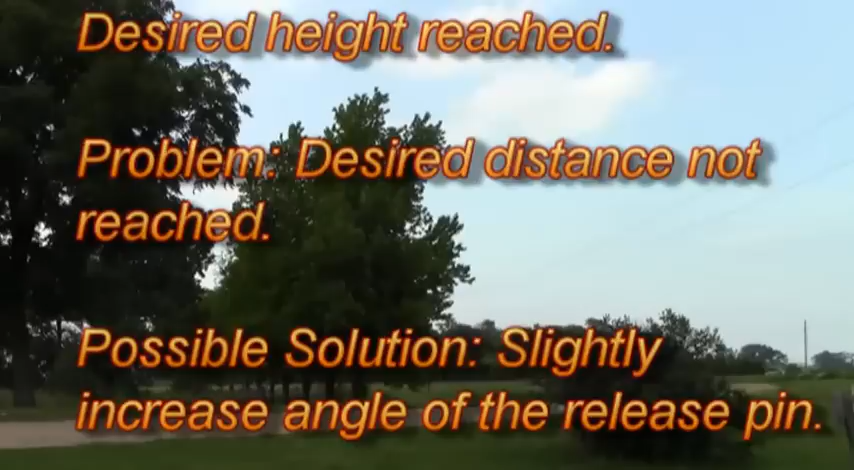 Desired height reached.
Problem: Desired distance not
reached.
Possible Solution: Slightly
increase angle of the release pin.